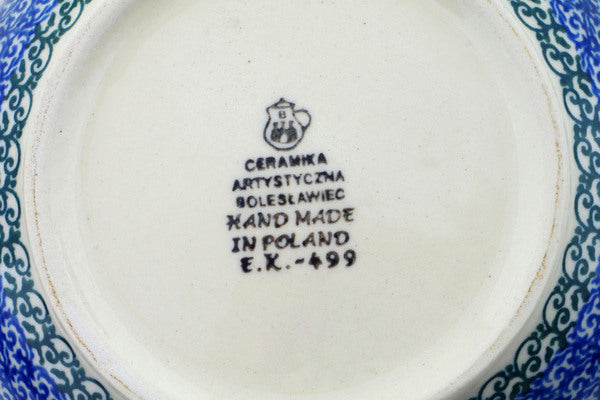 B
CERAMIKA
ARTYSTYCZNA
BOLESŁAWIEC
HAND MADE
IN POLAND
E.K.-499